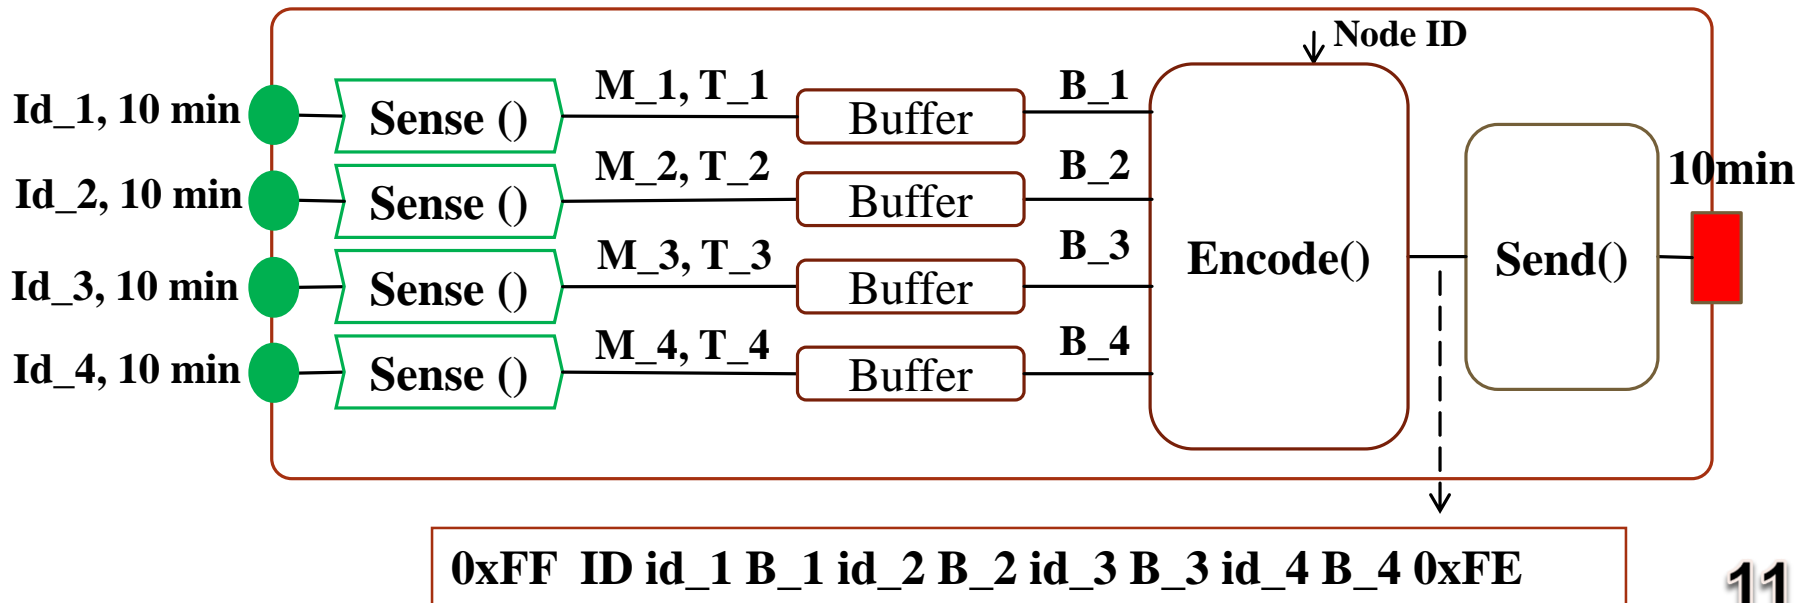 Node ID
Id_1, 10 min
Sense ()
M_1, T_1
Buffer
B_1
Id_2, 10 min
Sense ()
M_2, T_2
Buffer
B_2
Id_3, 10 min
Sense ()
M_3, T_3
Buffer
B_3
Id_4, 10 min
Sense ()
M_4, T_4
Buffer
B_4
Encode()
Send()
10min
0xFF ID id_1 B_1 id_2 B_2 id_3 B_3 id_4 B_4 0xFE
11